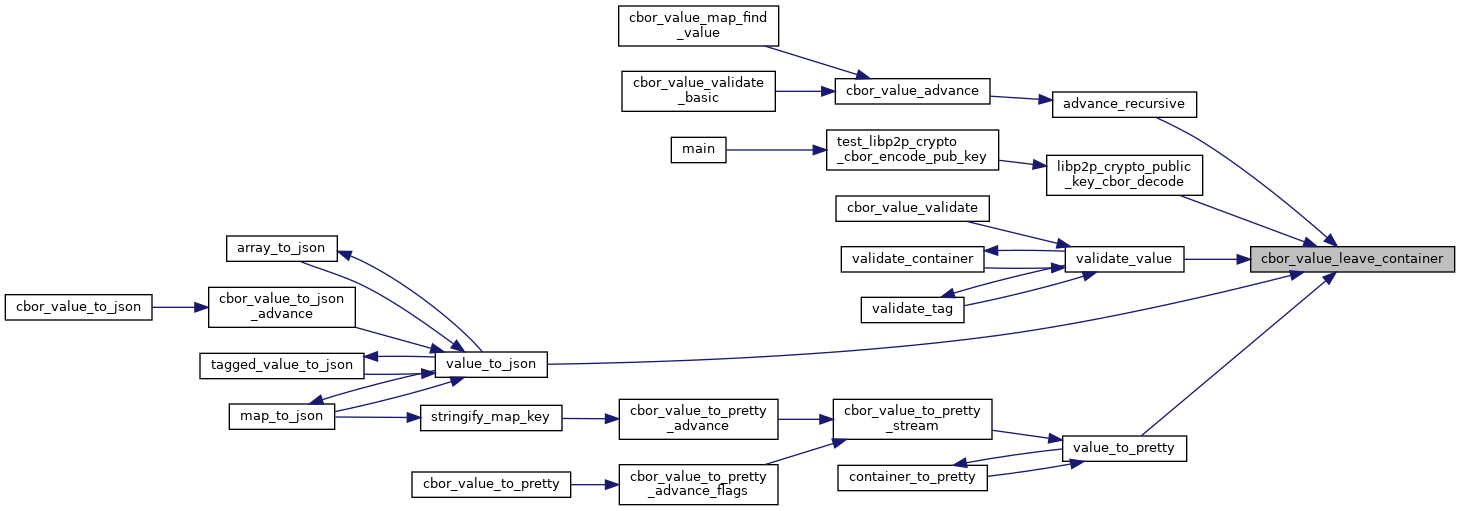 cbor_value_map_find
_value
cbor_value_validate
_basic
cbor_value_advance
advance_recursive
main
test_libp2p_crypto
_cbor_encode_pub_key
libp2p_crypto_public
_key_cbor_decode
cbor_value_validate
array_to_json
validate_container
validate_value
cbor_value_leave_container
cbor_value_to_json
cbor_value_to_json
_advance
validate_tag
tagged_value_to_json
value_to_json
map_to_json
stringify_map_key
cbor_value_to_pretty
_advance
cbor_value_to_pretty
_stream
value_to_pretty
cbor_value_to_pretty
cbor_value_to_pretty
_advance_flags
container_to_pretty